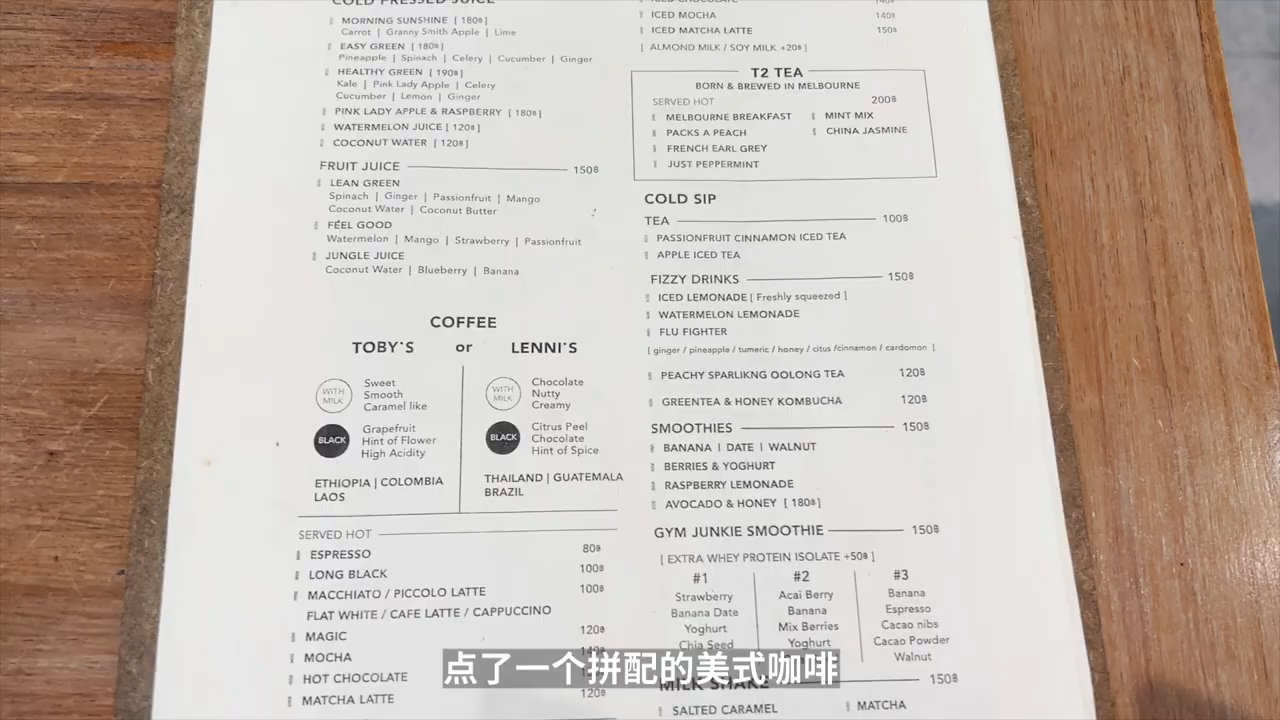 COLD PRESSED JUICE
MORNING SUNSHINE [ 180฿ ]
Carrot | Granny Smith Apple | Lime
EASY GREEN [ 180฿ ]
Pineapple | Spinach | Celery | Cucumber | Ginger
HEALTHY GREEN [ 190฿ ]
Kale | Pink Lady Apple | Celery
Cucumber | Lemon | Ginger
PINK LADY APPLE & RASPBERRY [ 180฿ ]
WATERMELON JUICE [ 120฿ ]
COCONUT WATER [ 120฿ ]
FRUIT JUICE 150฿
LEAN GREEN
Spinach | Ginger | Passionfruit | Mango
Coconut Water | Coconut Butter
FEEL GOOD
Watermelon | Mango | Strawberry | Passionfruit
JUNGLE JUICE
Coconut Water | Blueberry | Banana
COFFEE
TOBY'S or LENNI'S
WITH MILK
Sweet
Smooth
Caramel like
BLACK
Grapefruit
Hint of Flower
High Acidity
ETHIOPIA | COLOMBIA
LAOS
WITH MILK
Chocolate
Nutty
Creamy
BLACK
Citrus Peel
Chocolate
Hint of Spice
THAILAND | GUATEMALA
BRAZIL
SERVED HOT
ESPRESSO 80฿
LONG BLACK 100฿
MACCHIATO / PICCOLO LATTE 100฿
FLAT WHITE / CAFE LATTE / CAPPUCCINO
MAGIC 120฿
MOCHA
HOT CHOCOLATE
MATCHA LATTE 120฿
ICED CHOCOLATE 140฿
ICED MOCHA 140฿
ICED MATCHA LATTE 150฿
[ ALMOND MILK / SOY MILK +20฿ ]
T2 TEA
BORN & BREWED IN MELBOURNE
SERVED HOT 200฿
MELBOURNE BREAKFAST
PACKS A PEACH
FRENCH EARL GREY
JUST PEPPERMINT
MINT MIX
CHINA JASMINE
COLD SIP
TEA 100฿
PASSIONFRUIT CINNAMON ICED TEA
APPLE ICED TEA
FIZZY DRINKS 150฿
ICED LEMONADE [ Freshly squeezed ]
WATERMELON LEMONADE
FLU FIGHTER
[ ginger / pineapple / tumeric / honey / citus /cinnamon / cardomon ]
PEACHY SPARLIKNG OOLONG TEA 120฿
GREENTEA & HONEY KOMBUCHA 120฿
SMOOTHIES 150฿
BANANA | DATE | WALNUT
BERRIES & YOGHURT
RASPBERRY LEMONADE
AVOCADO & HONEY [ 180฿ ]
GYM JUNKIE SMOOTHIE 150฿
[ EXTRA WHEY PROTEIN ISOLATE +50฿ ]
#1
Strawberry
Banana Date
Yoghurt
Chia Seed
#2
Acai Berry
Banana
Mix Berries
Yoghurt
#3
Banana
Espresso
Cacao nibs
Cacao Powder
Walnut
MILK SHAKE 150฿
SALTED CARAMEL
MATCHA
点了一个拼配的美式咖啡